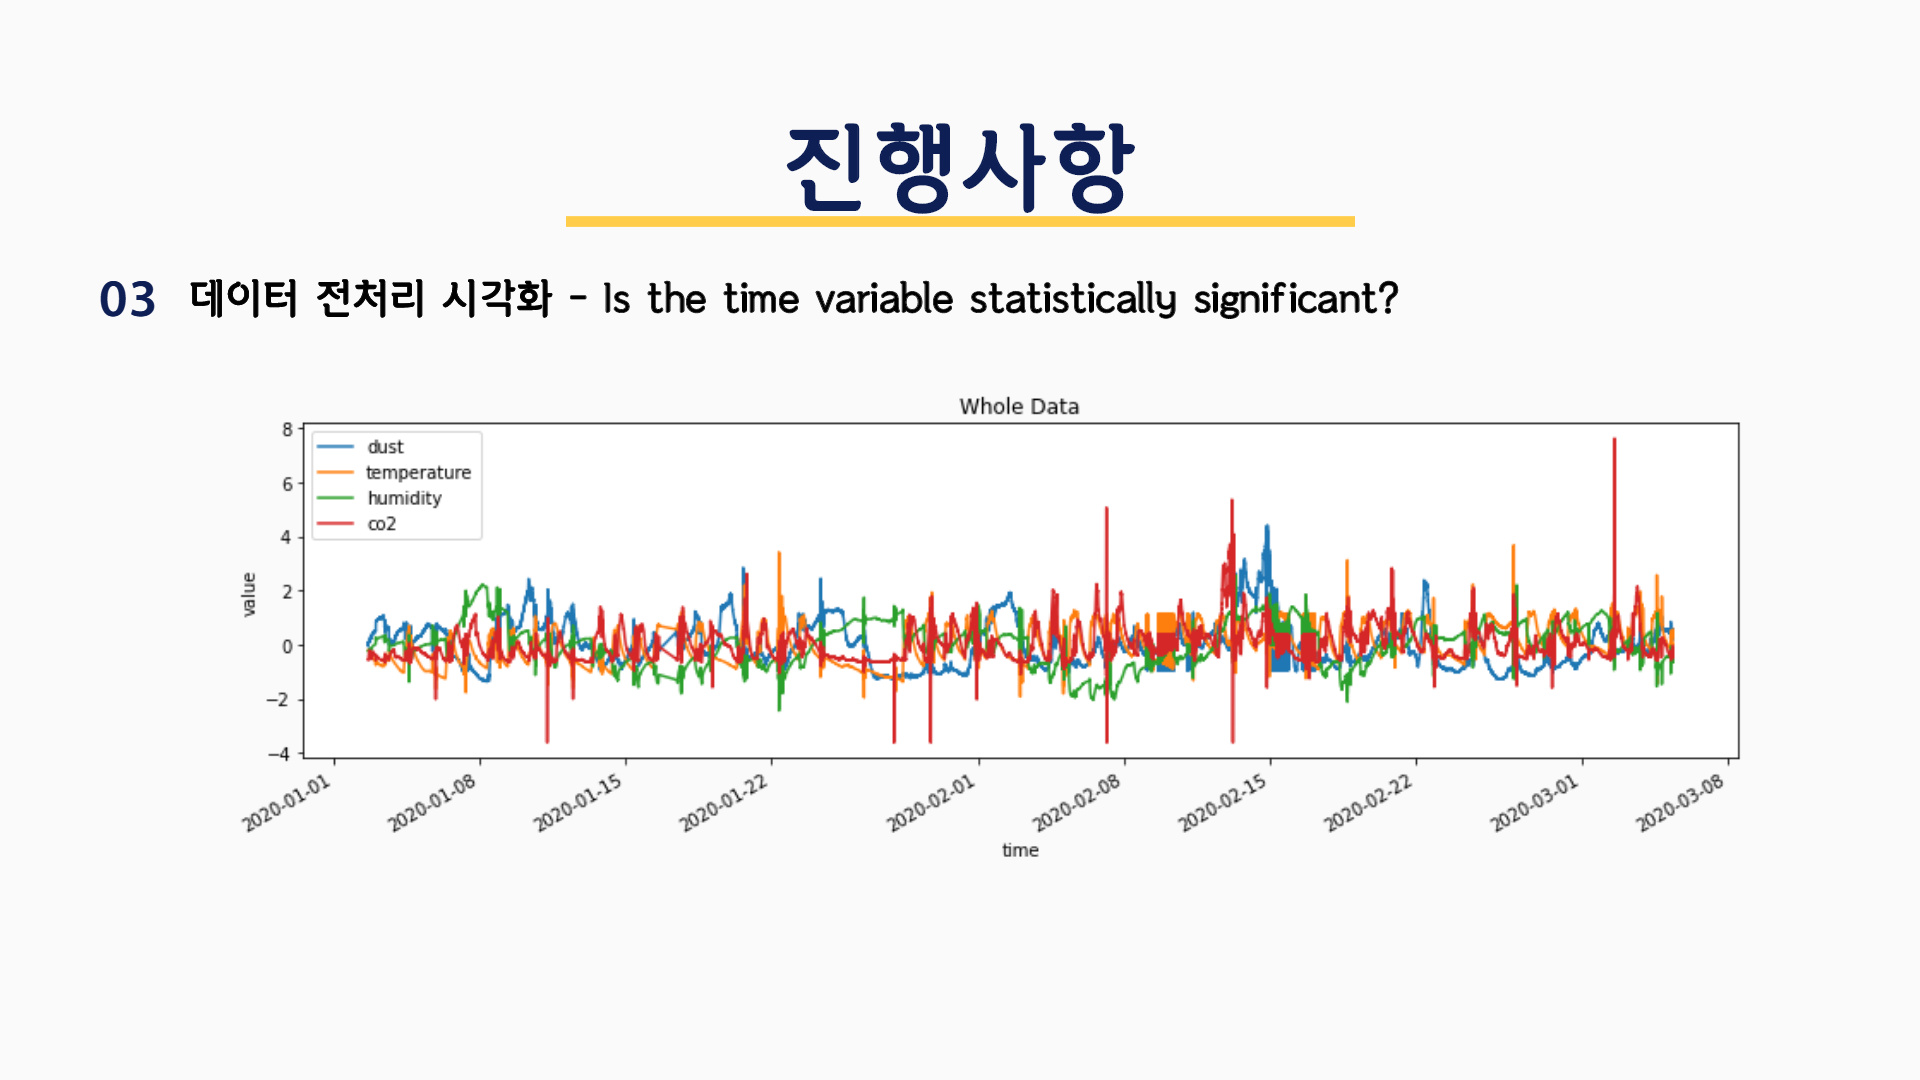 진행사항
03 데이터 전처리 시각화 - Is the time variable statistically significant?
Whole Data
8
6
4
2
0
−2
−4
value
dust
temperature
humidity
co2
2020-01-01
2020-01-08
2020-01-15
2020-01-22
2020-02-01
2020-02-08
2020-02-15
2020-02-22
2020-03-01
2020-03-08
time